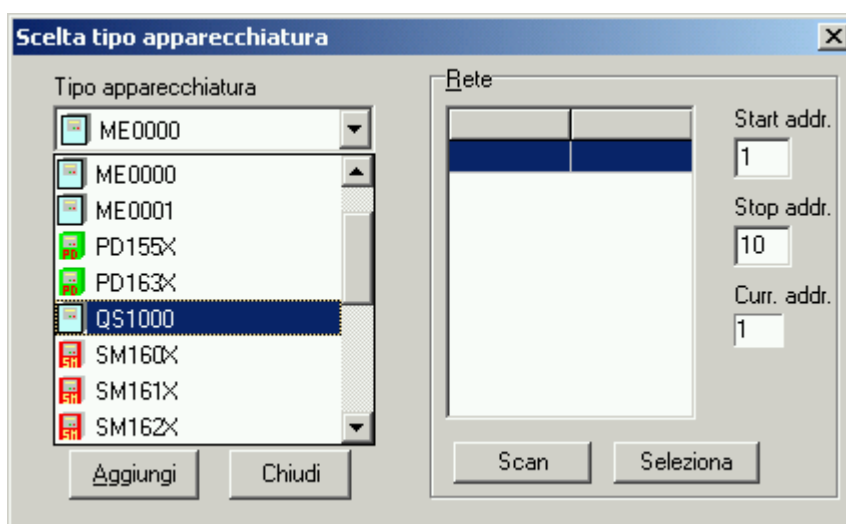 Scelta tipo apparecchiatura
Tipo apparecchiatura
ME0000
ME0000
ME0001
PD155X
PD163X
QS1000
SM160X
SM161X
SM162X
Aggiungi
Chiudi
Rete
Start addr.
1
Stop addr.
10
Curr. addr.
1
Scan
Seleziona